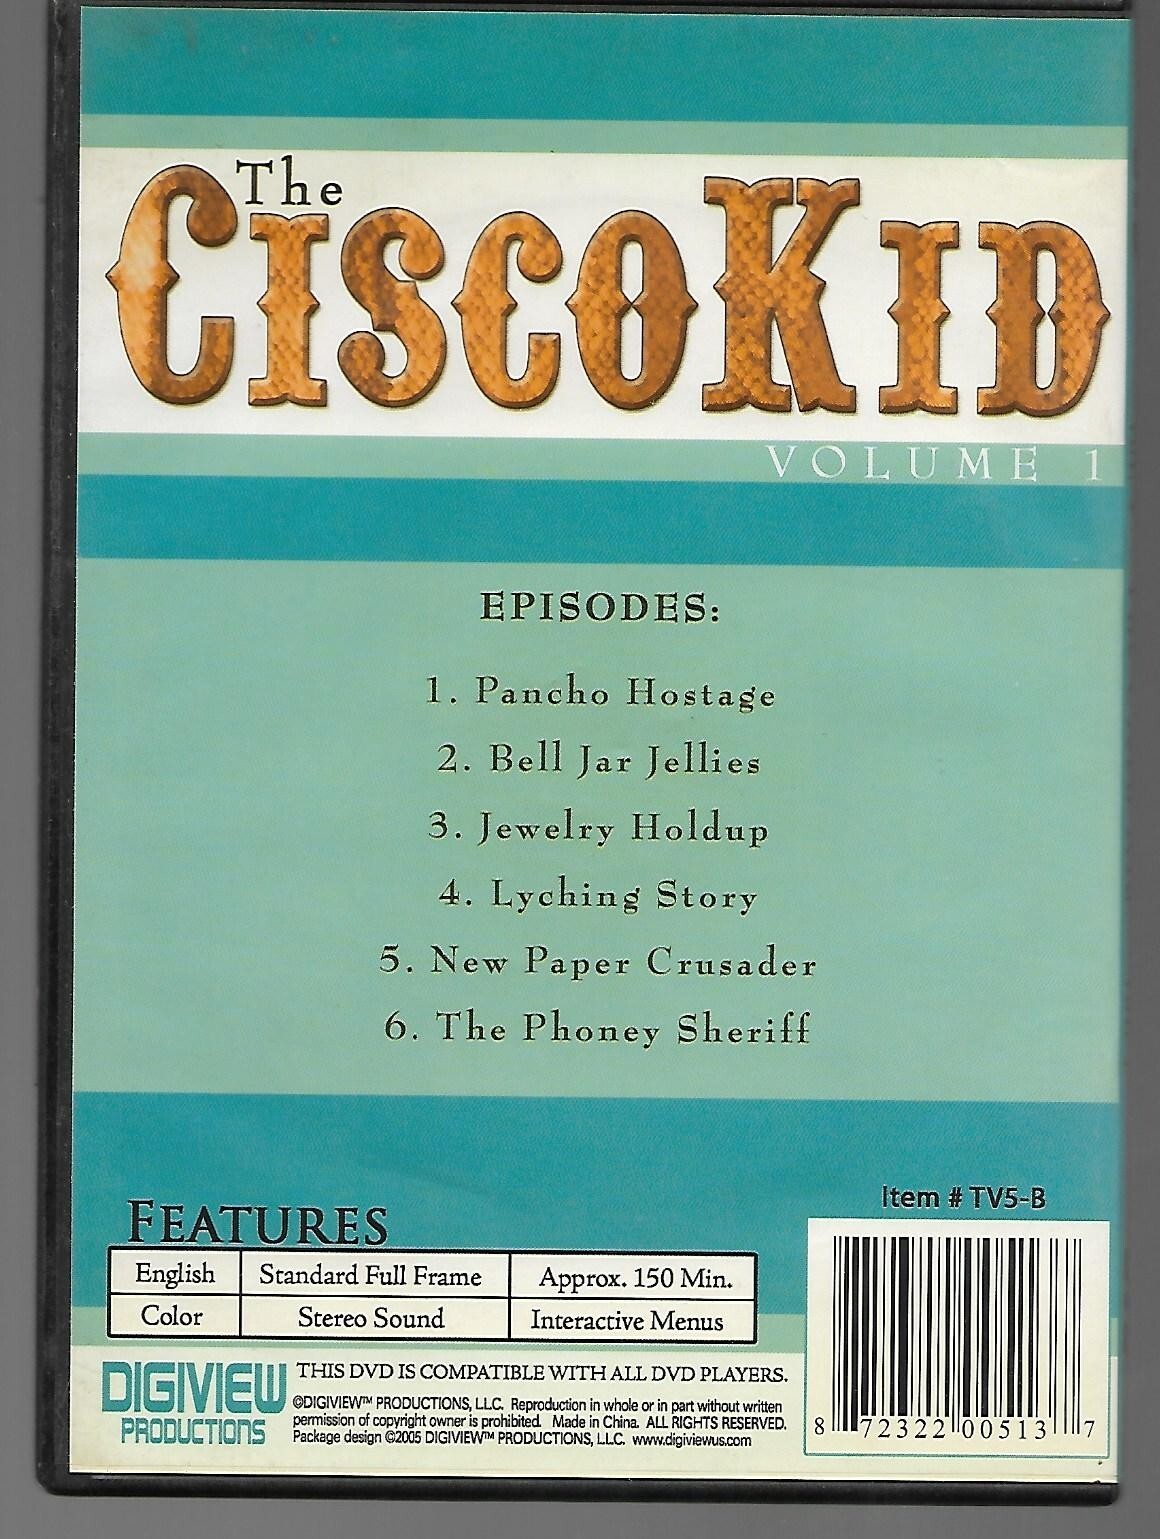 The
CISCO KID
VOLUME 1
EPISODES:
1. Pancho Hostage
2. Bell Jar Jellies
3. Jewelry Holdup
4. Lyching Story
5. New Paper Crusader
6. The Phoney Sheriff
Item # TV5-B
FEATURES
English Standard Full Frame Approx. 150 Min.
Color Stereo Sound Interactive Menus
DIGIVIEW
PRODUCTIONS
THIS DVD IS COMPATIBLE WITH ALL DVD PLAYERS.
©DIGIVIEW™ PRODUCTIONS, LLC. Reproduction in whole or in part without written
permission of copyright owner is prohibited. Made in China. ALL RIGHTS RESERVED.
Package design ©2005 DIGIVIEW™ PRODUCTIONS, LLC. www.digiviewus.com
8 72322 00513 7